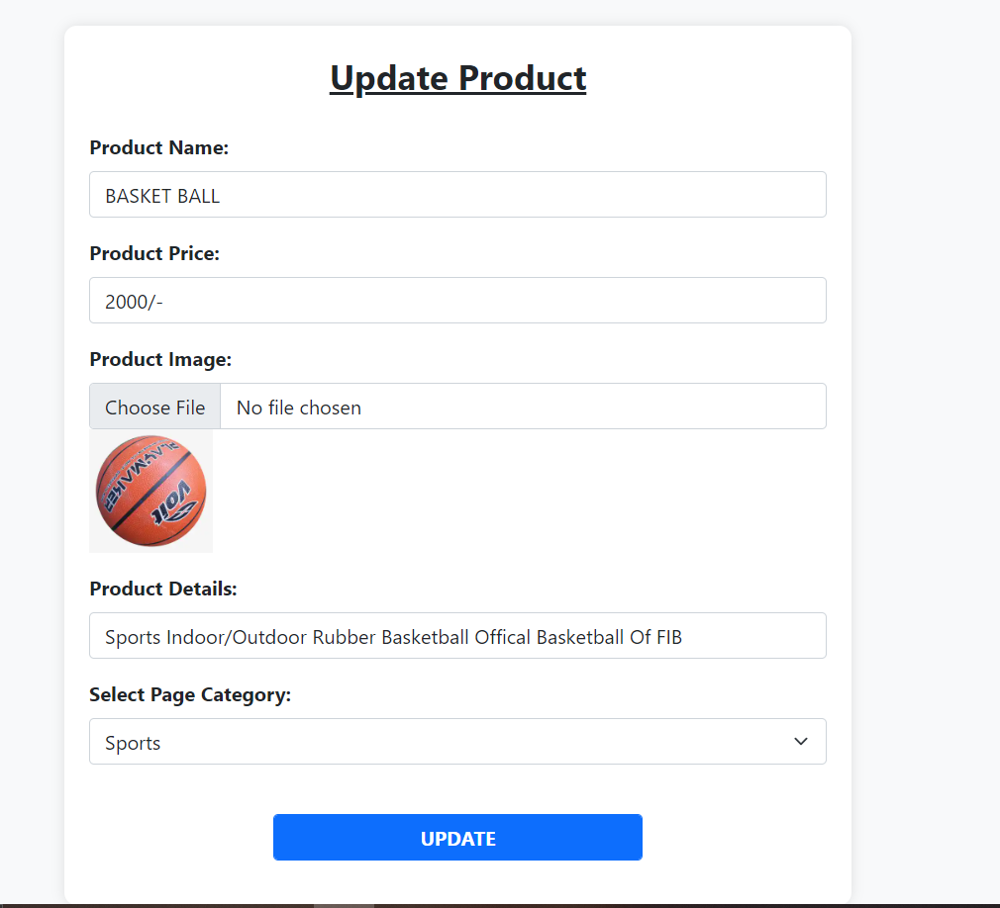 Update Product
Product Name:
BASKET BALL
Product Price:
2000/-
Product Image:
Choose File No file chosen
PLAYMAKER
Voit
Product Details:
Sports Indoor/Outdoor Rubber Basketball Offical Basketball Of FIB
Select Page Category:
Sports
UPDATE